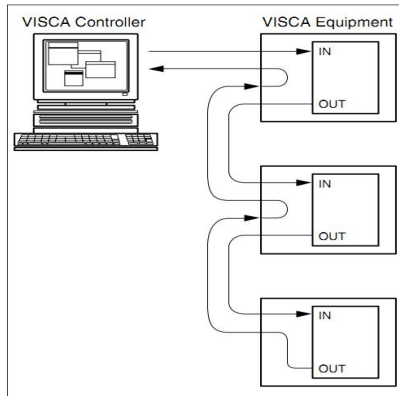 VISCA Controller
VISCA Equipment
IN
OUT
IN
OUT
IN
OUT